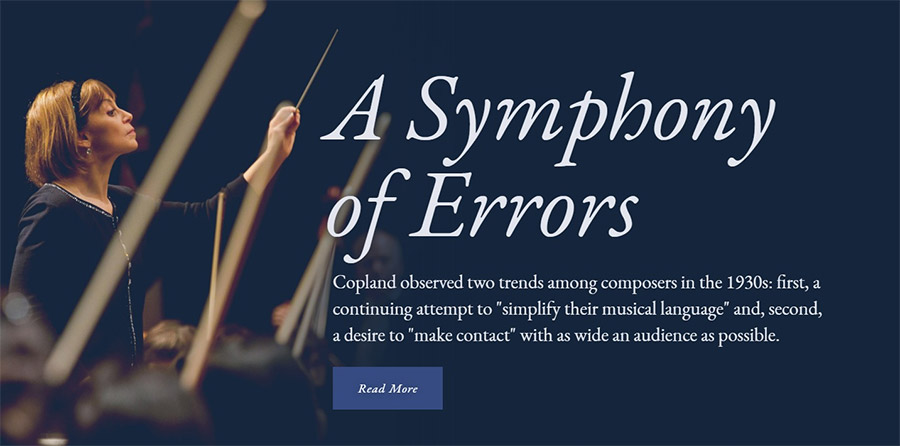 A Symphony
of Errors
Copland observed two trends among composers in the 1930s: first, a
continuing attempt to "simplify their musical language" and, second,
a desire to "make contact" with as wide an audience as possible.
Read More